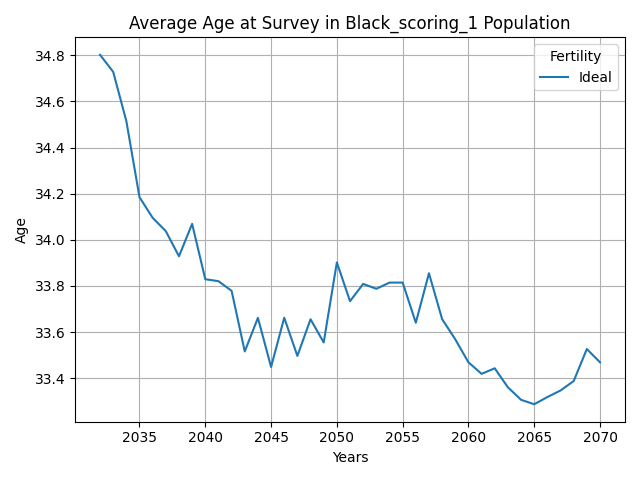 Average Age at Survey in Black_scoring_1 Population
Fertility
Ideal
34.8
34.6
34.4
34.2
34.0
33.8
33.6
33.4
Age
2035 2040 2045 2050 2055 2060 2065 2070
Years